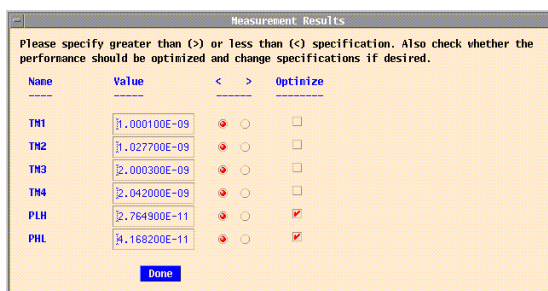 Measurement Results
Please specify greater than (>) or less than (<) specification. Also check whether the
performance should be optimized and change specifications if desired.
Name Value < > Optimize
---- ----- ------ --------
TM1 1.000100E-09
TM2 1.027700E-09
TM3 2.000300E-09
TM4 2.042000E-09
PLH 2.764900E-11
PHL 4.168200E-11
Done